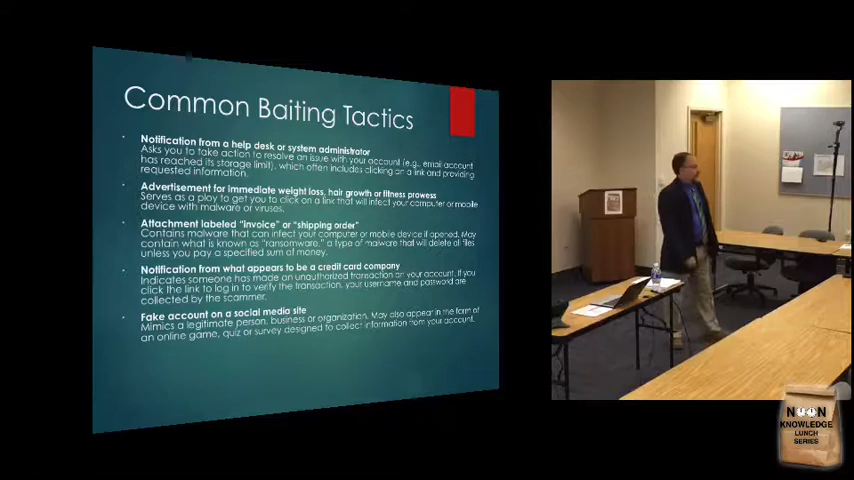 Common Baiting Tactics
Notification from a help desk or system administrator
Asks you to take action to resolve an issue with your account (e.g., email account
has reached its storage limit), which often includes clicking on a link and providing
requested information.
Advertisement for immediate weight loss, hair growth or fitness prowess
Serves as a ploy to get you to click on a link that will infect your computer or mobile
device with malware or viruses.
Attachment labeled "invoice" or "shipping order"
Contains malware that can infect your computer or mobile device if opened. May
contain what is known as "ransomware," a type of malware that will delete all files
unless you pay a specified sum of money.
Notification from what appears to be a credit card company
Indicates someone has made an unauthorized transaction on your account. If you
click the link to log in to verify the transaction, your username and password are
collected by the scammer.
Fake account on a social media site
Mimics a legitimate person, business or organization. May also appear in the form of
an online game, quiz or survey designed to collect information from your account.
NOON
KNOWLEDGE
LUNCH
SERIES